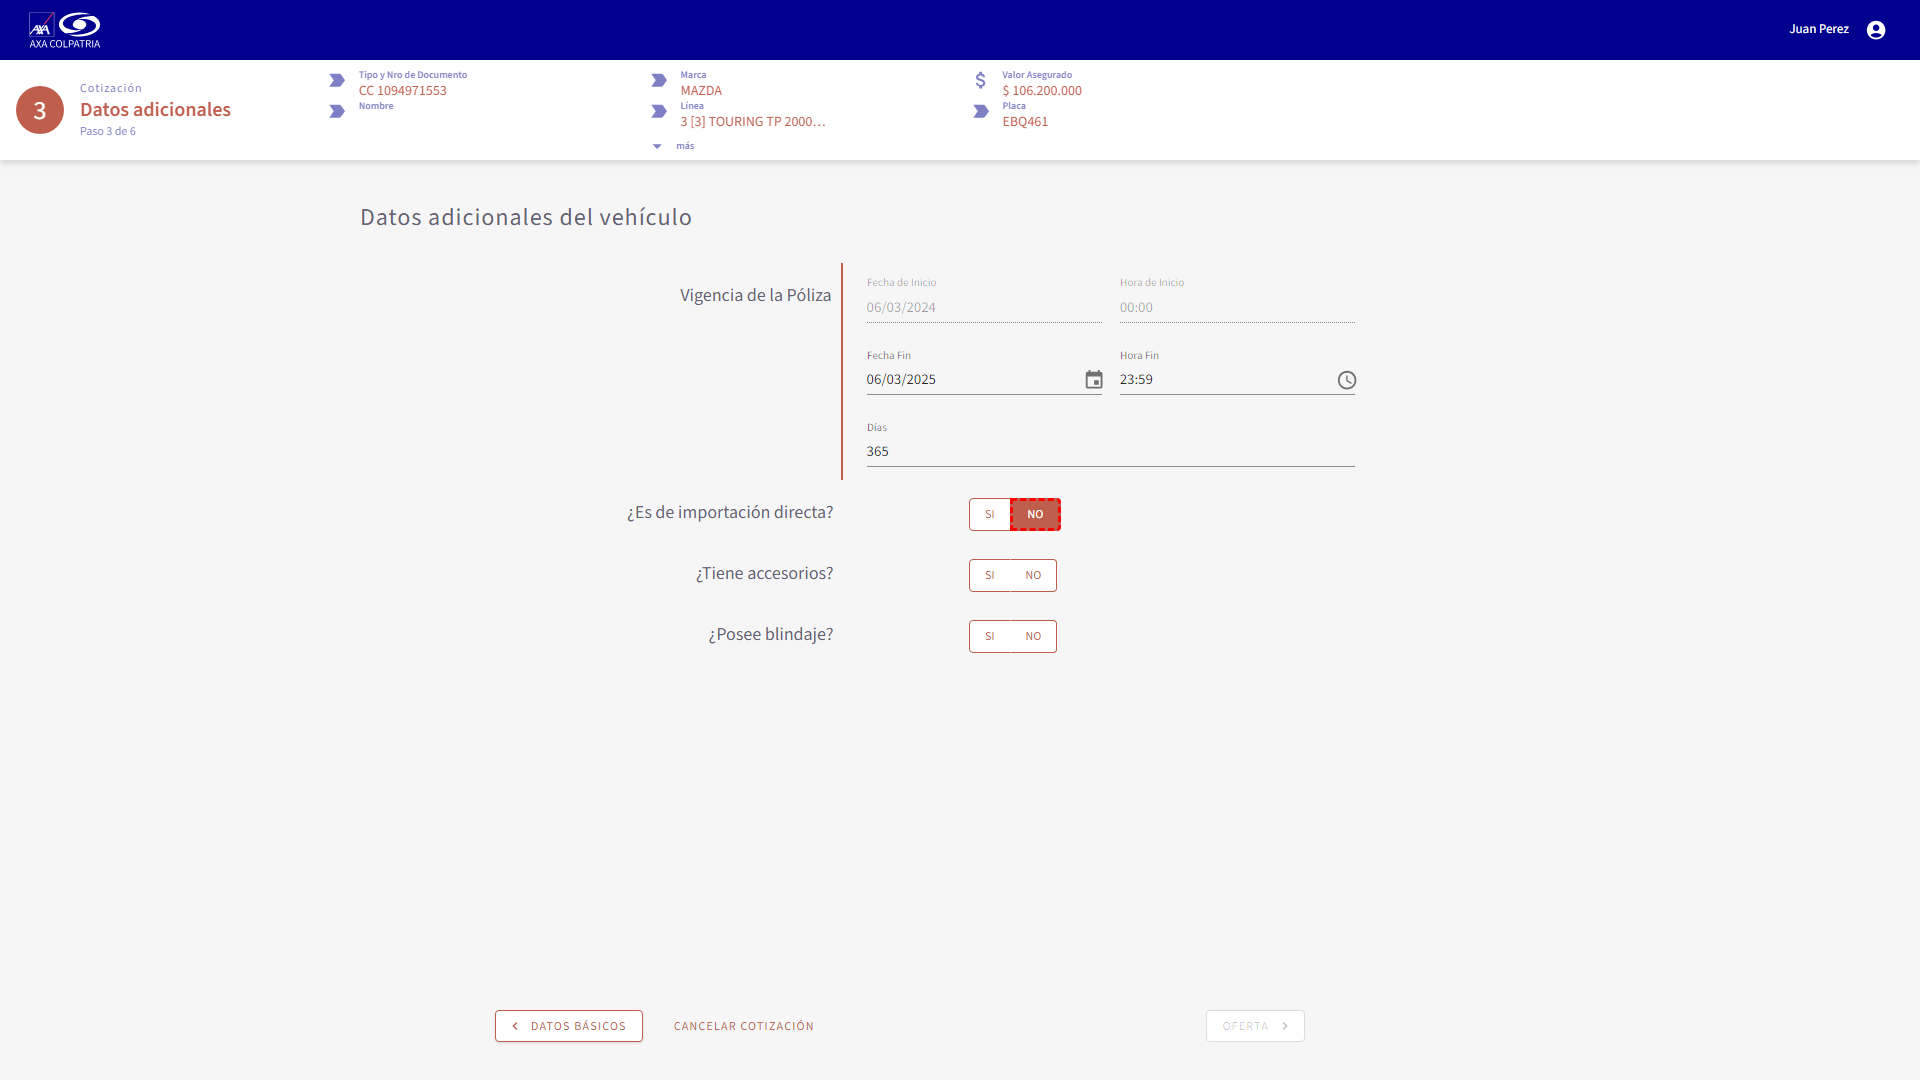 AXA
AXA COLPATRIA
Juan Perez
3
Cotización
Datos adicionales
Paso 3 de 6
Tipo y Nro de Documento
CC 1094971553
Nombre
Marca
MAZDA
Línea
3 [3] TOURING TP 2000…
más
$
Valor Asegurado
$ 106.200.000
Placa
EBQ461
Datos adicionales del vehículo
Vigencia de la Póliza
Fecha de Inicio
06/03/2024
Hora de Inicio
00:00
Fecha Fin
06/03/2025
Hora Fin
23:59
Días
365
¿Es de importación directa?
SI NO
¿Tiene accesorios?
SI NO
¿Posee blindaje?
SI NO
DATOS BÁSICOS
CANCELAR COTIZACIÓN
OFERTA